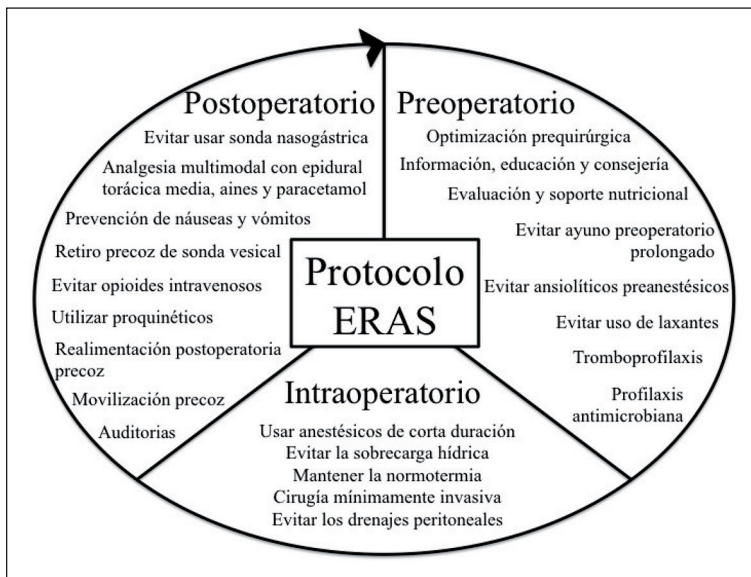 Postoperatorio
Evitar usar sonda nasogástrica
Analgesia multimodal con epidural
torácica media, aines y paracetamol
Prevención de náuseas y vómitos
Retiro precoz de sonda vesical
Evitar opioides intravenosos
Utilizar proquinéticos
Realimentación postoperatoria
precoz
Movilización precoz
Auditorias
Preoperatorio
Optimización prequirúrgica
Información, educación y consejería
Evaluación y soporte nutricional
Evitar ayuno preoperatorio
prolongado
Evitar ansiolíticos preanestésicos
Evitar uso de laxantes
Tromboprofilaxis
Profilaxis
antimicrobiana
Protocolo
ERAS
Intraoperatorio
Usar anestésicos de corta duración
Evitar la sobrecarga hídrica
Mantener la normotermia
Cirugía mínimamente invasiva
Evitar los drenajes peritoneales